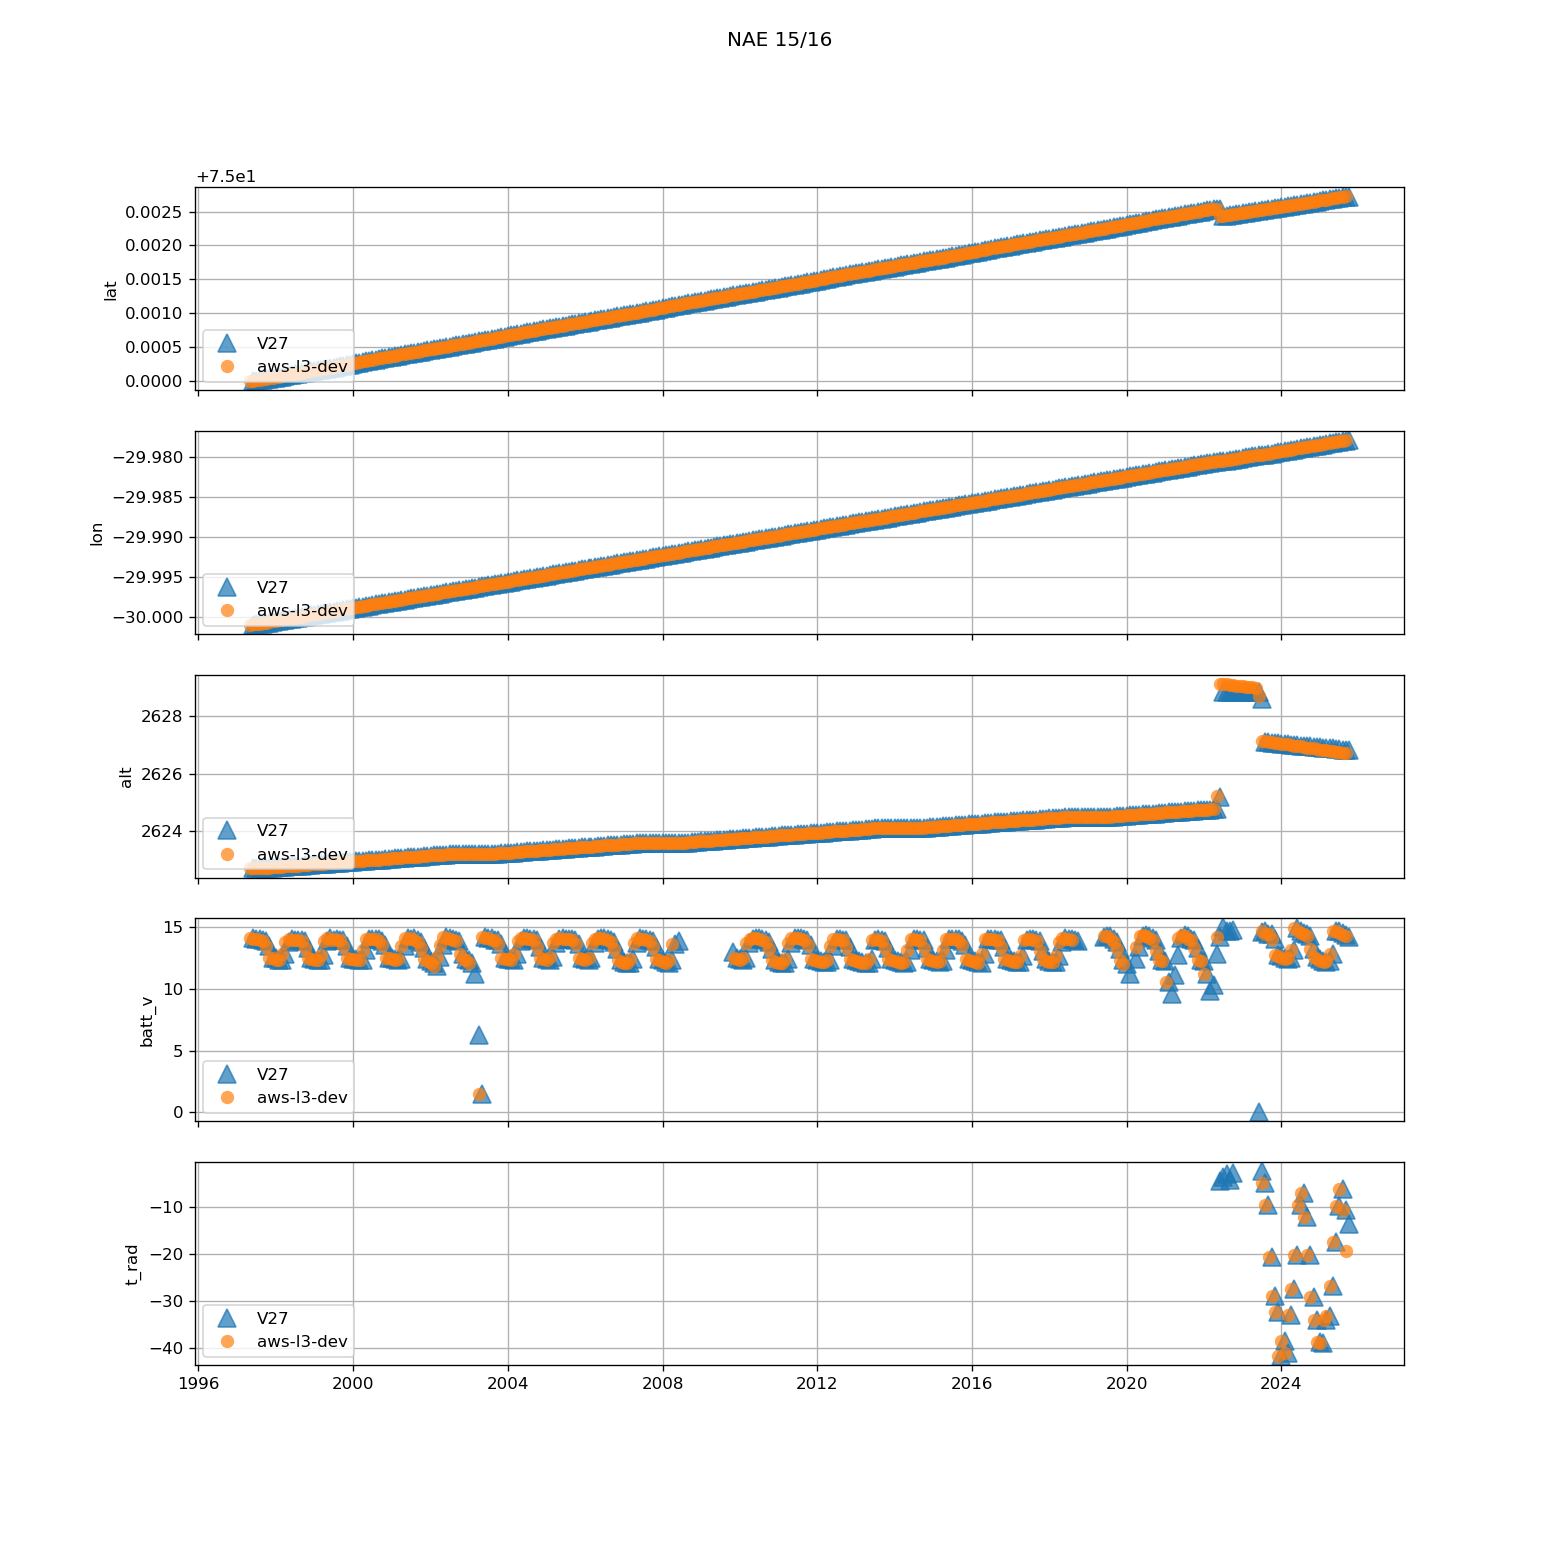 NAE 15/16
+7.5e1
0.0025
0.0020
0.0015
0.0010
0.0005
0.0000
lat
V27
aws-l3-dev
−29.980
−29.985
−29.990
−29.995
−30.000
lon
V27
aws-l3-dev
2628
2626
2624
alt
V27
aws-l3-dev
15
10
5
0
batt_v
V27
aws-l3-dev
−10
−20
−30
−40
t_rad
V27
aws-l3-dev
1996 2000 2004 2008 2012 2016 2020 2024